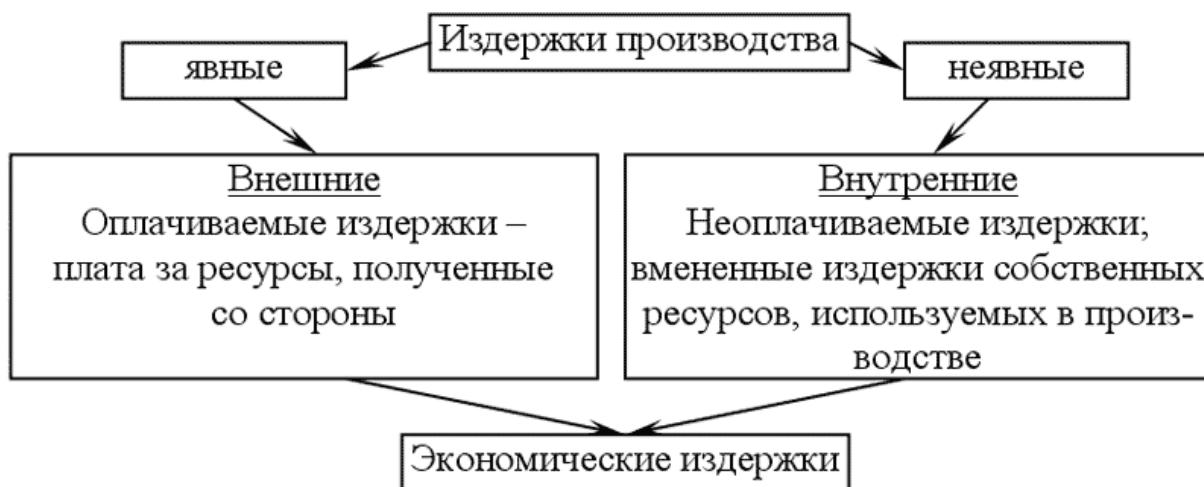 Издержки производства
явные
неявные
Внешние
Оплачиваемые издержки –
плата за ресурсы, полученные
со стороны
Внутренние
Неоплачиваемые издержки;
вмененные издержки собственных
ресурсов, используемых в произ-
водстве
Экономические издержки